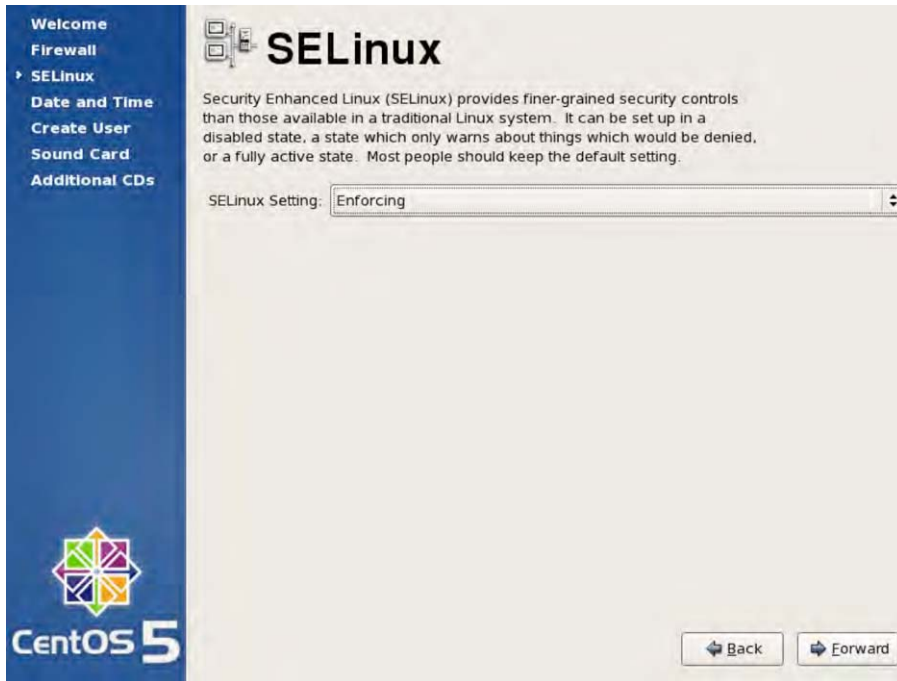 Welcome
Firewall
SELinux
Date and Time
Create User
Sound Card
Additional CDs
SELinux
Security Enhanced Linux (SELinux) provides finer-grained security controls
than those available in a traditional Linux system. It can be set up in a
disabled state, a state which only warns about things which would be denied,
or a fully active state. Most people should keep the default setting.
SELinux Setting: Enforcing
CentOS 5
Back
Forward